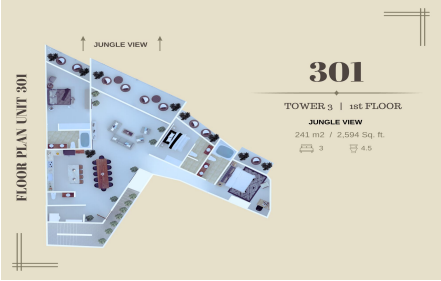 JUNGLE VIEW
FLOOR PLAN UNIT 301
301
TOWER 3 | 1st FLOOR
JUNGLE VIEW
241 m2 / 2,594 Sq. ft.
3 4.5